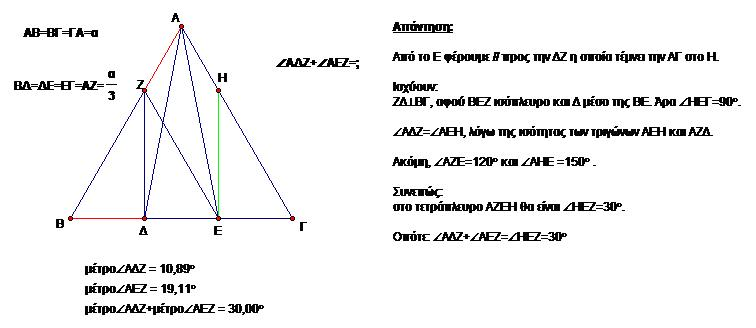 ΑΒ=ΒΓ=ΓΑ=α
ΒΔ=ΔΕ=ΕΓ=ΑΖ=α/3
∠ΑΔΖ+∠ΑΕΖ=;
Α
Ζ
Η
Β
Δ
Ε
Γ
μέτρο∠ΑΔΖ = 10,89°
μέτρο∠ΑΕΖ = 19,11°
μέτρο∠ΑΔΖ+μέτρο∠ΑΕΖ = 30,00°
Απάντηση:
Από το Ε φέρουμε // προς την ΔΖ η οποία τέμνει την ΑΓ στο Η.
Ισχύουν:
ΖΔ⊥ΒΓ, αφού ΒΕΖ ισόπλευρο και Δ μέσο της ΒΕ. Άρα ∠ΗΕΓ=90°.
∠ΑΔΖ=∠ΑΕΗ, λόγω της ισότητας των τριγώνων ΑΕΗ και ΑΖΔ.
Ακόμη, ∠ΑΖΕ=120° και ∠ΑΗΕ =150° .
Συνεπώς:
στο τετράπλευρο ΑΖΕΗ θα είναι ∠ΗΕΖ=30°.
Οπότε: ∠ΑΔΖ+∠ΑΕΖ=∠ΗΕΖ=30°